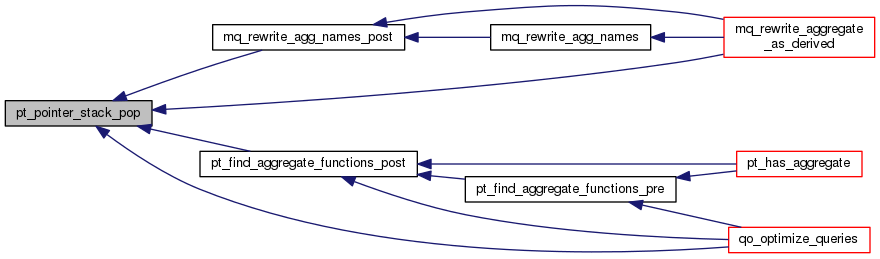 mq_rewrite_agg_names_post
mq_rewrite_agg_names
mq_rewrite_aggregate
_as_derived
pt_pointer_stack_pop
pt_find_aggregate_functions_post
pt_has_aggregate
pt_find_aggregate_functions_pre
qo_optimize_queries